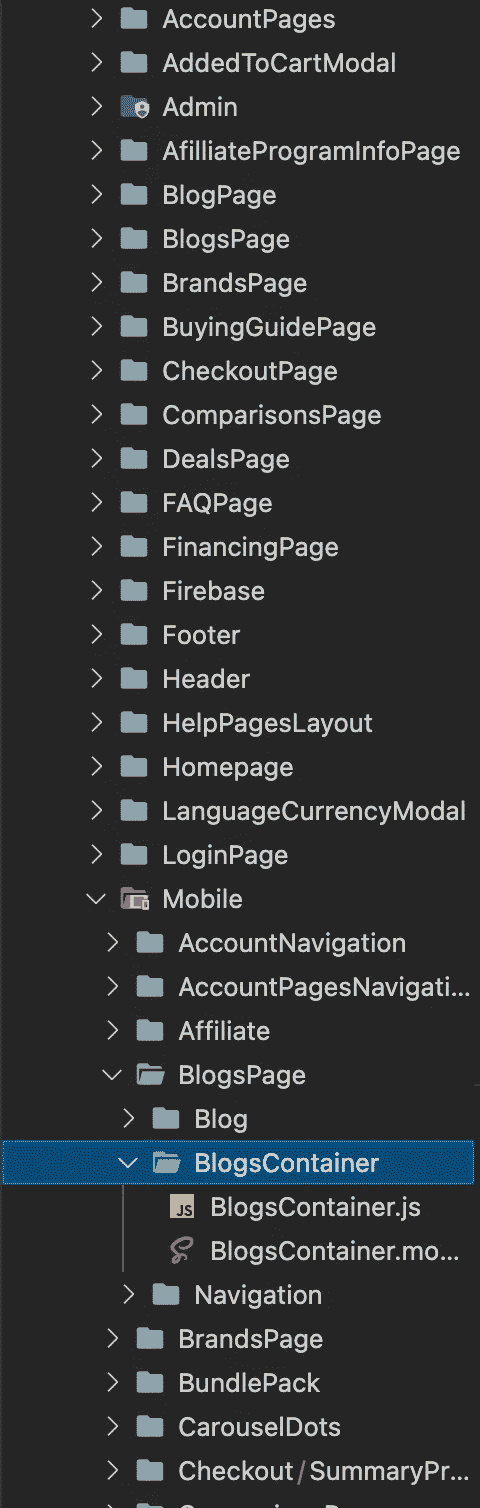 AccountPages
AddedToCartModal
Admin
AfilliateProgramInfoPage
BlogPage
BlogsPage
BrandsPage
BuyingGuidePage
CheckoutPage
ComparisonsPage
DealsPage
FAQPage
FinancingPage
Firebase
Footer
Header
HelpPagesLayout
Homepage
LanguageCurrencyModal
LoginPage
Mobile
AccountNavigation
AccountPagesNavigati...
Affiliate
BlogsPage
Blog
BlogsContainer
JS BlogsContainer.js
BlogsContainer.mo...
Navigation
BrandsPage
BundlePack
CarouselDots
Checkout/SummaryPr...